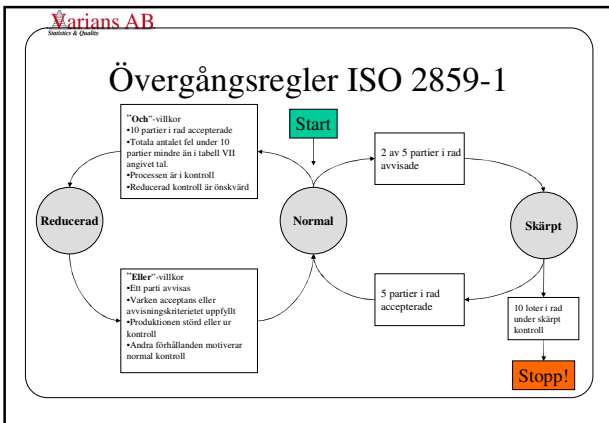 Varians AB
Statistics & Quality
Övergångsregler ISO 2859-1
"Och"-villkor
•10 partier i rad accepterade
•Totala antalet fel under 10
partier mindre än i tabell VII
angivet tal.
•Processen är i kontroll
•Reducerad kontroll är önskvärd
Start
2 av 5 partier i rad
avvisade
Reducerad
Normal
Skärpt
"Eller"-villkor
•Ett parti avvisas
•Varken acceptans eller
avvisningskriterietet uppfyllt
•Produktionen störd eller ur
kontroll
•Andra förhållanden motiverar
normal kontroll
5 partier i rad
accepterade
10 loter i rad
under skärpt
kontroll
Stopp!